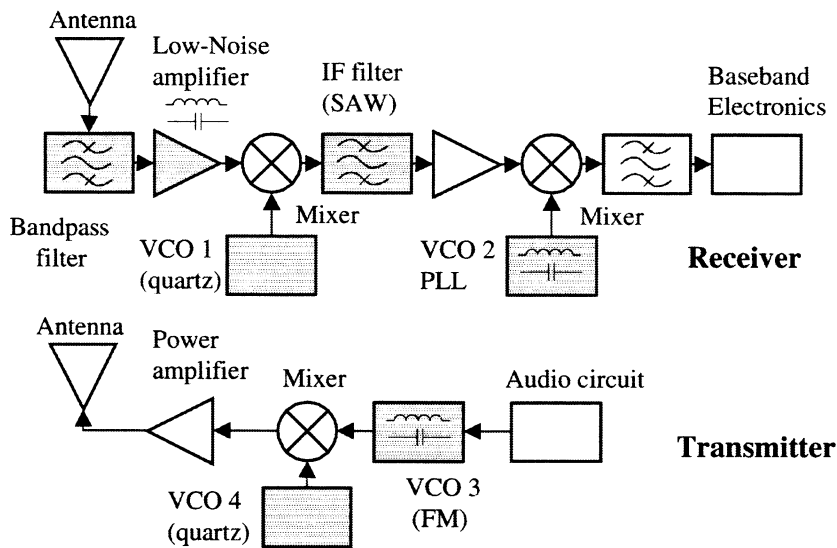 Antenna
Low-Noise
amplifier
IF filter
(SAW)
Baseband
Electronics
Bandpass
filter
Mixer
VCO 1
(quartz)
VCO 2
PLL
Mixer
Receiver
Antenna
Power
amplifier
Mixer
Audio circuit
Transmitter
VCO 4
(quartz)
VCO 3
(FM)